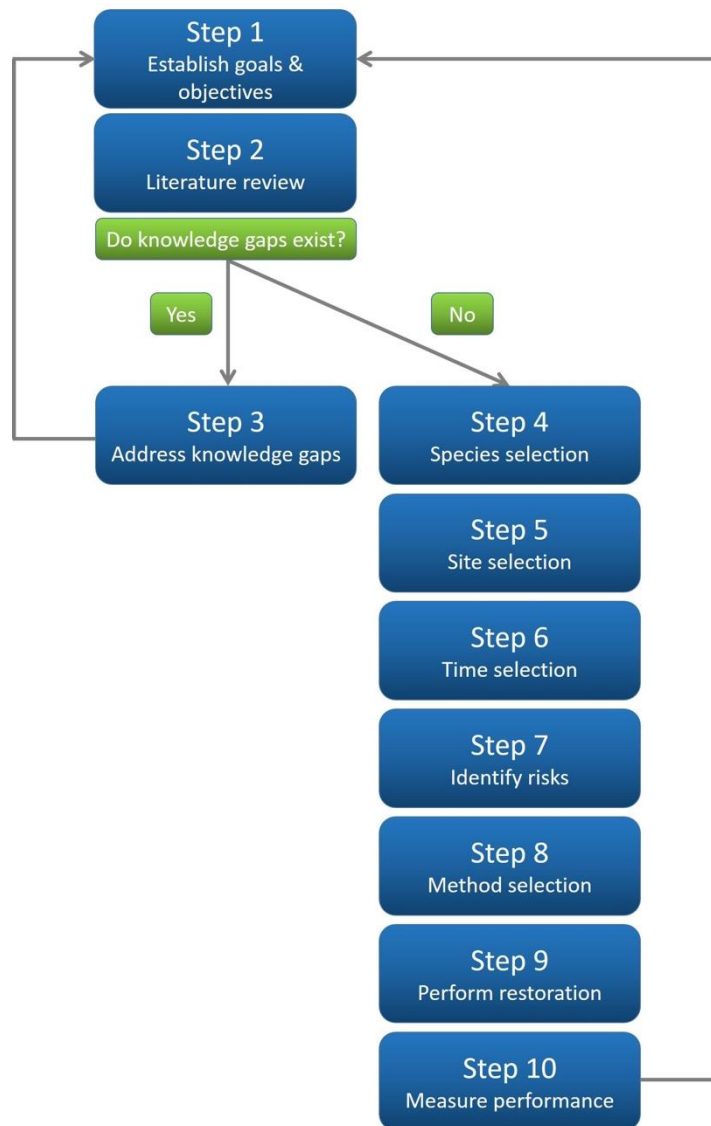 Step 1
Establish goals &
objectives
Step 2
Literature review
Do knowledge gaps exist?
Yes
No
Step 3
Address knowledge gaps
Step 4
Species selection
Step 5
Site selection
Step 6
Time selection
Step 7
Identify risks
Step 8
Method selection
Step 9
Perform restoration
Step 10
Measure performance